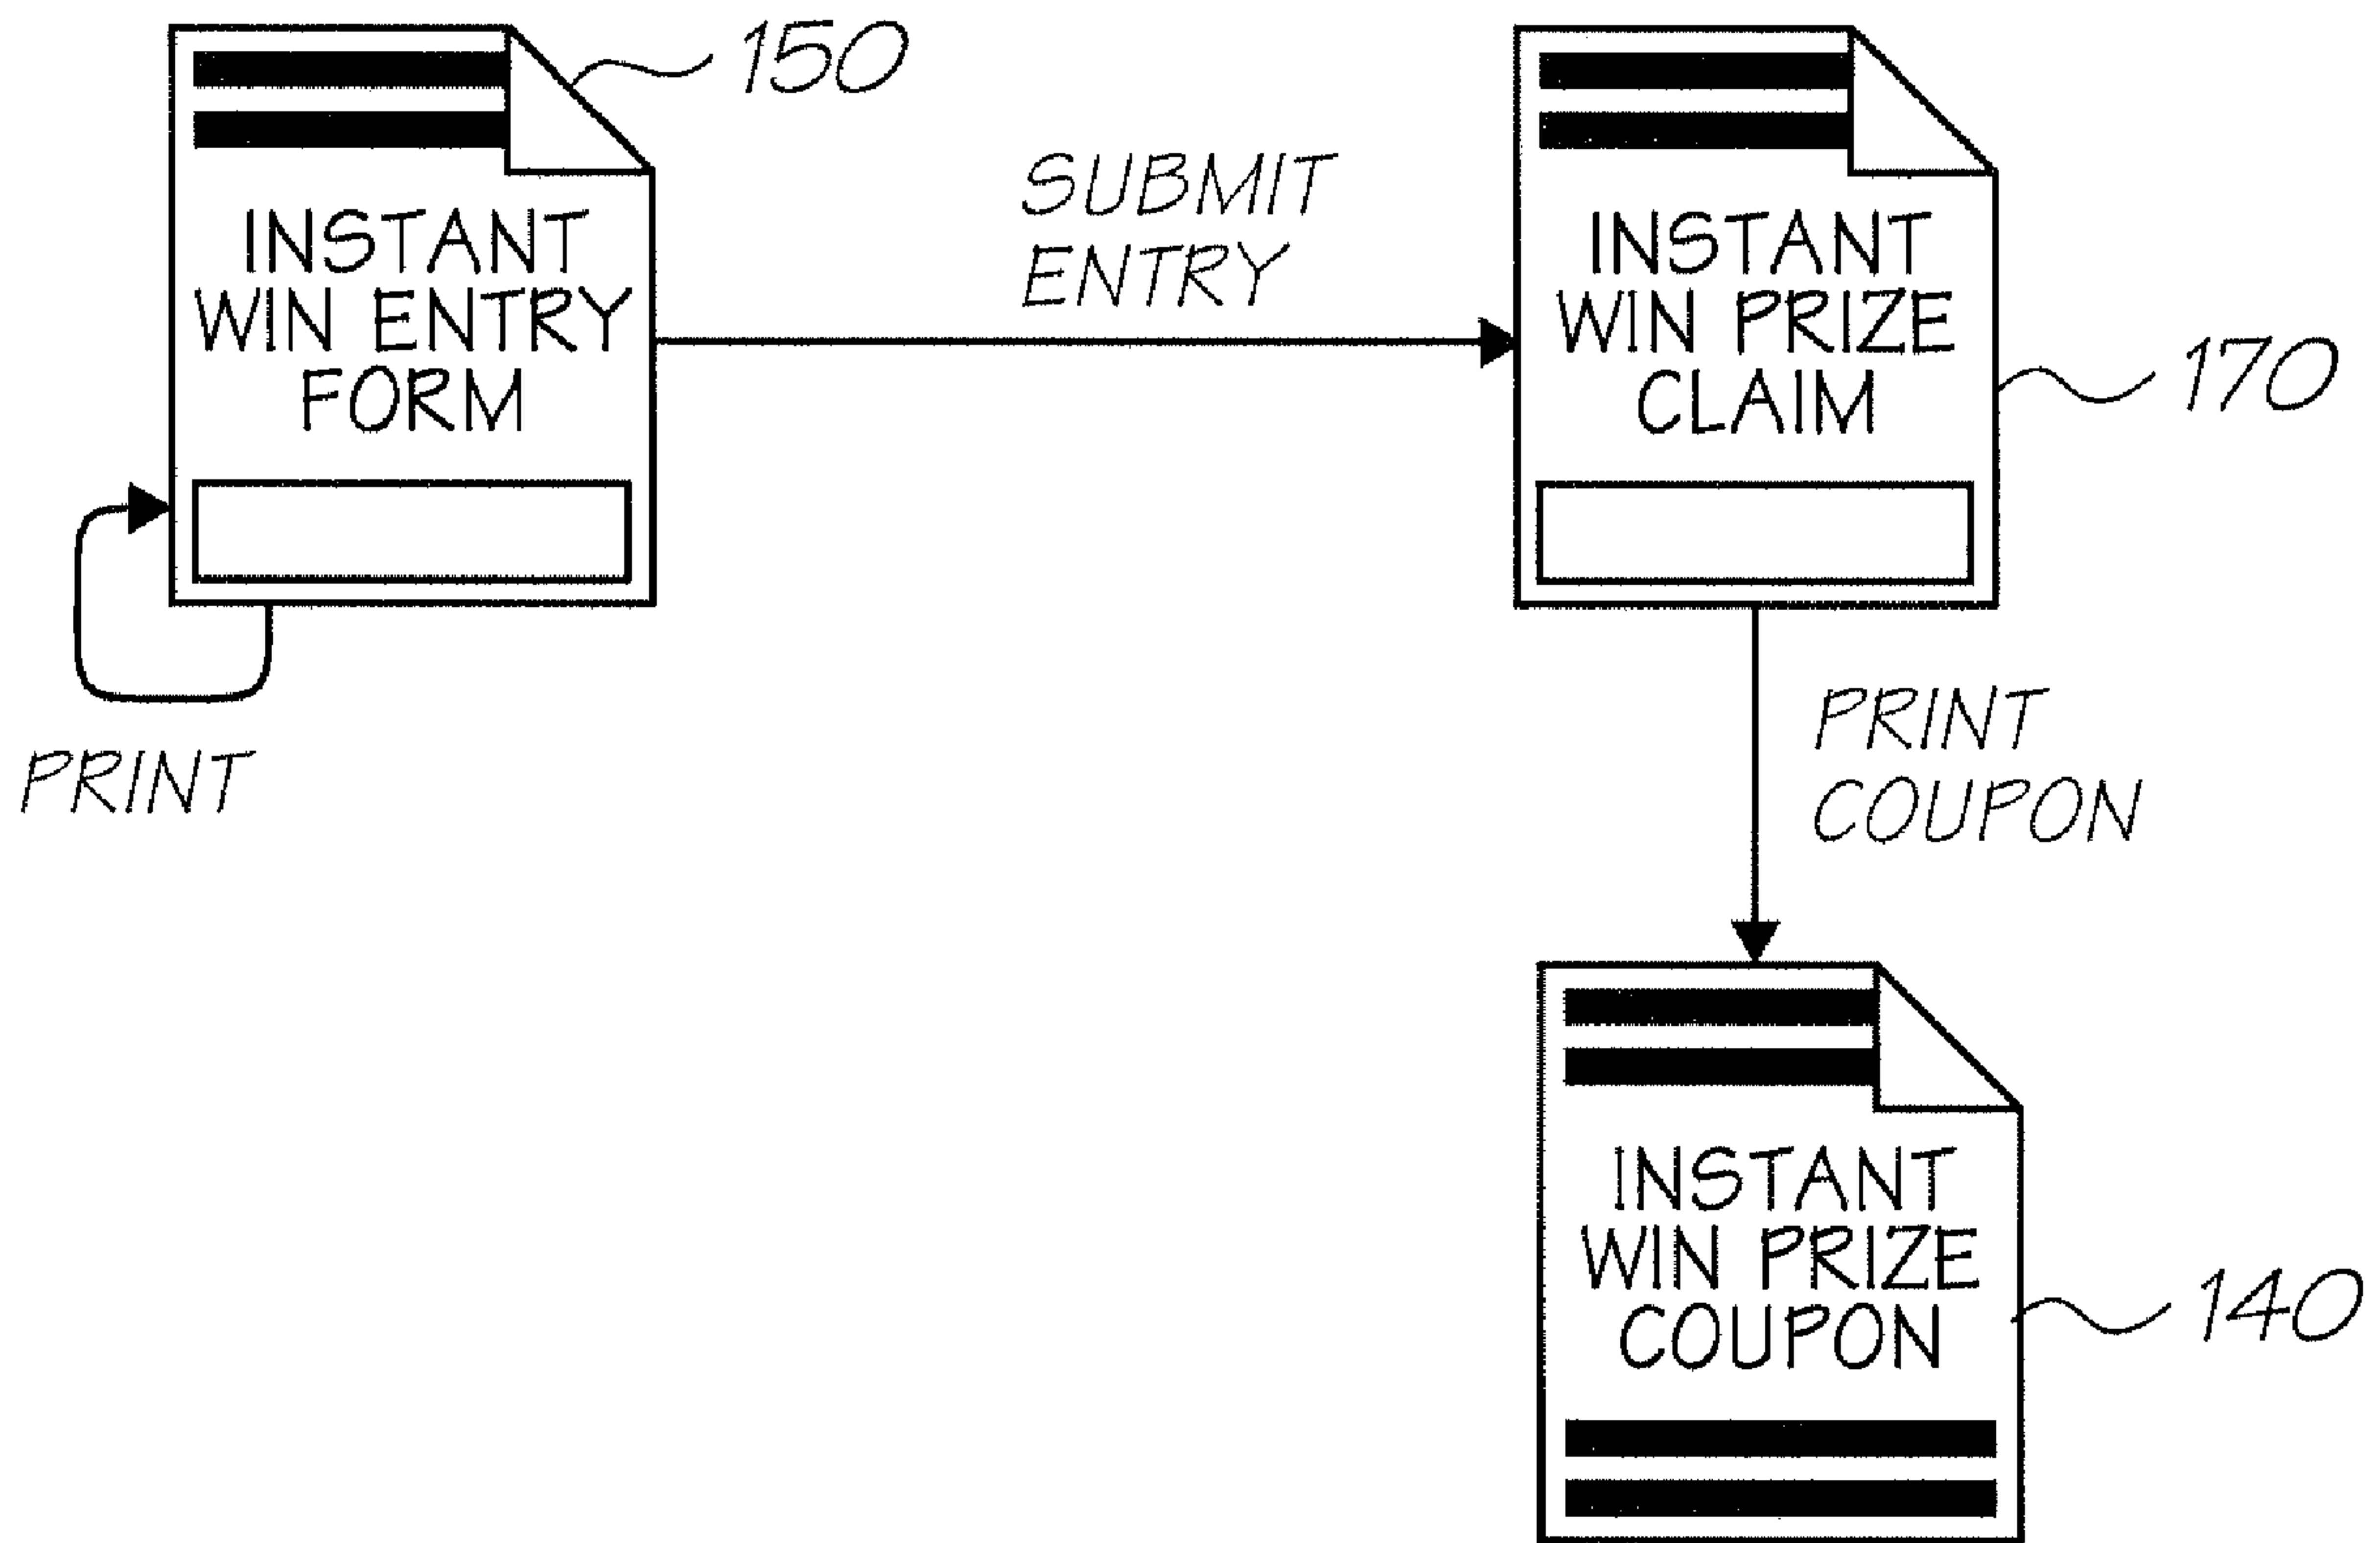 150
INSTANT
WIN ENTRY
FORM
PRINT
SUBMIT
ENTRY
INSTANT
WIN PRIZE
CLAIM
170
PRINT
COUPON
INSTANT
WIN PRIZE
COUPON
140